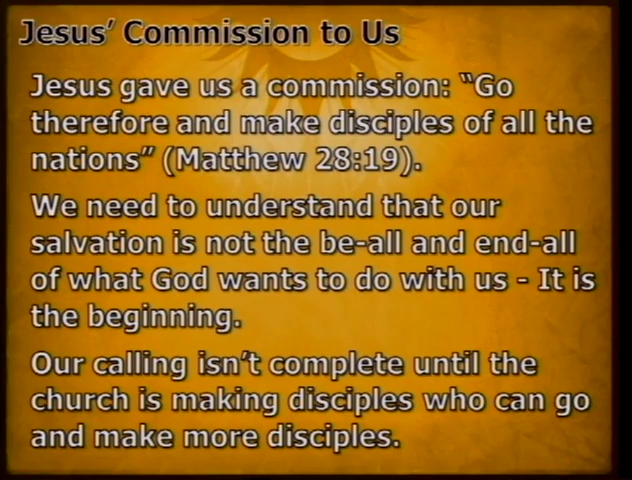 Jesus’ Commission to Us
Jesus gave us a commission: “Go
therefore and make disciples of all the
nations” (Matthew 28:19).
We need to understand that our
salvation is not the be-all and end-all
of what God wants to do with us - It is
the beginning.
Our calling isn’t complete until the
church is making disciples who can go
and make more disciples.